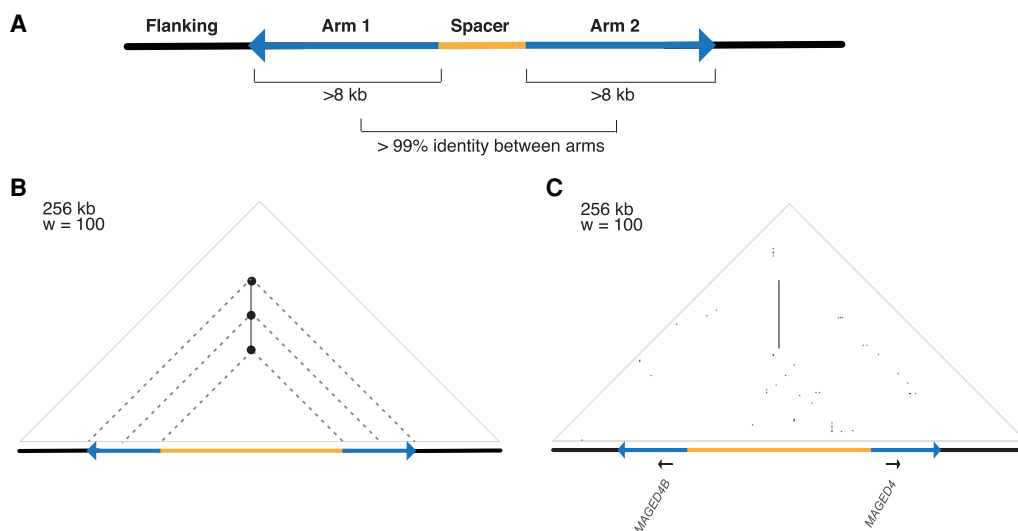 A
Flanking Arm 1 Spacer Arm 2
>8 kb >8 kb
> 99% identity between arms
B
256 kb
w = 100
C
256 kb
w = 100
MAGED4B
MAGED4